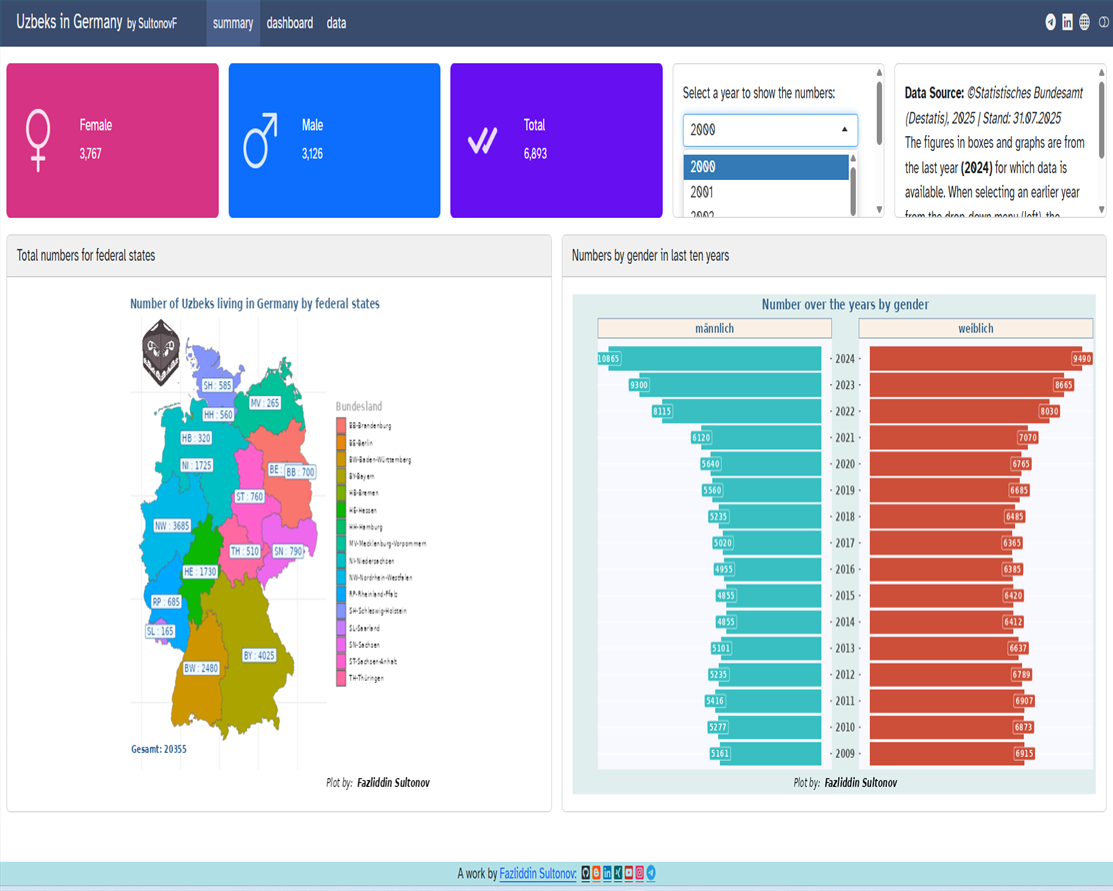 Uzbeks in Germany by SultonovF
summary
dashboard
data
Female
3,767
Male
3,126
Total
6,893
Select a year to show the numbers:
2000
2000
2001
2002
Data Source: ©Statistisches Bundesamt
(Destatis), 2025 | Stand: 31.07.2025
The figures in boxes and graphs are from
the last year (2024) for which data is
available. When selecting an earlier year
from the drop-down menu (left), the
Total numbers for federal states
Number of Uzbeks living in Germany by federal states
SH : 585
MV : 265
HH : 560
HB : 320
NI : 1725
BE :
BB : 700
ST : 760
NW : 3685
TH : 510
SN : 790
HE : 1730
RP : 685
SL : 165
BY : 4025
BW : 2480
Gesamt: 20355
Bundesland
BB-Brandenburg
BE-Berlin
BW-Baden-Württemberg
BY-Bayern
HB-Bremen
HE-Hessen
HH-Hamburg
MV-Mecklenburg-Vorpommern
NI-Niedersachsen
NW-Nordrhein-Westfalen
RP-Rheinland-Pfalz
SH-Schleswig-Holstein
SL-Saarland
SN-Sachsen
ST-Sachsen-Anhalt
TH-Thüringen
Plot by: Fazliddin Sultonov
Numbers by gender in last ten years
Number over the years by gender
männlich
weiblich
10865 2024 9490
9300 2023 8665
8115 2022 8030
6120 2021 7070
5640 2020 6765
5560 2019 6685
5235 2018 6485
5020 2017 6365
4955 2016 6385
4855 2015 6420
4855 2014 6412
5101 2013 6637
5235 2012 6789
5416 2011 6907
5277 2010 6873
5161 2009 6915
Plot by: Fazliddin Sultonov
A work by Fazliddin Sultonov: